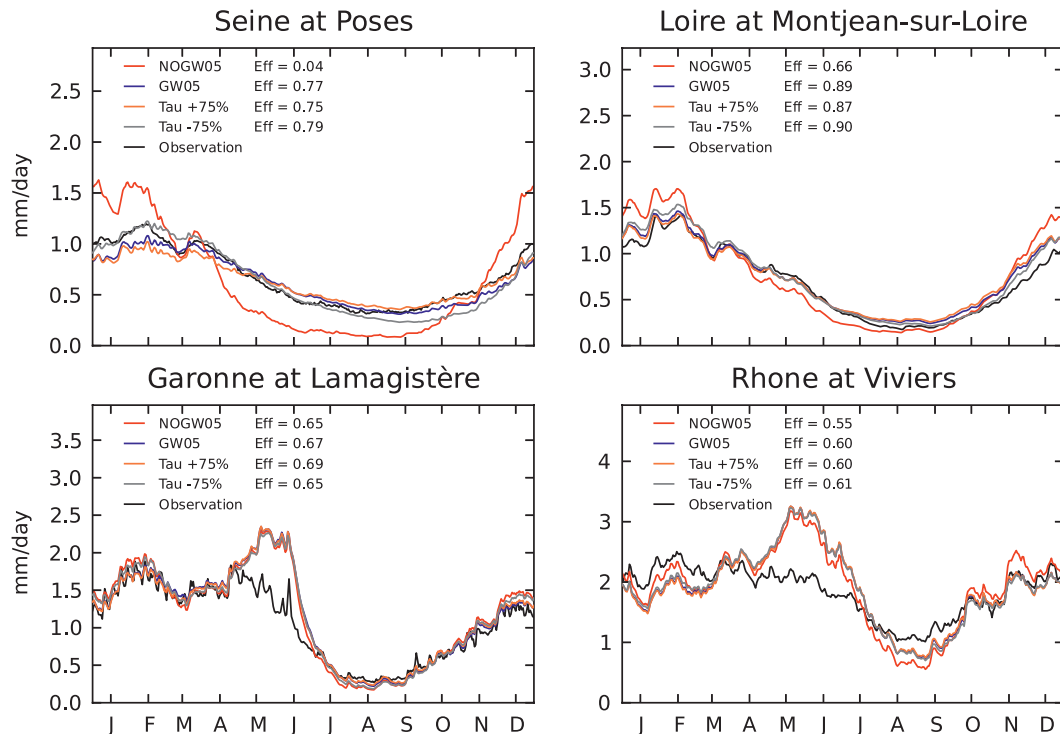 Seine at Poses
mm/day
2.5
2.0
1.5
1.0
0.5
0.0
NOGW05 Eff = 0.04
GW05 Eff = 0.77
Tau +75% Eff = 0.75
Tau -75% Eff = 0.79
Observation
Loire at Montjean-sur-Loire
3.0
2.5
2.0
1.5
1.0
0.5
0.0
NOGW05 Eff = 0.66
GW05 Eff = 0.89
Tau +75% Eff = 0.87
Tau -75% Eff = 0.90
Observation
Garonne at Lamagistère
mm/day
3.5
3.0
2.5
2.0
1.5
1.0
0.5
0.0
NOGW05 Eff = 0.65
GW05 Eff = 0.67
Tau +75% Eff = 0.69
Tau -75% Eff = 0.65
Observation
J F M A M J J A S O N D
Rhone at Viviers
4
3
2
1
0
NOGW05 Eff = 0.55
GW05 Eff = 0.60
Tau +75% Eff = 0.60
Tau -75% Eff = 0.61
Observation
J F M A M J J A S O N D